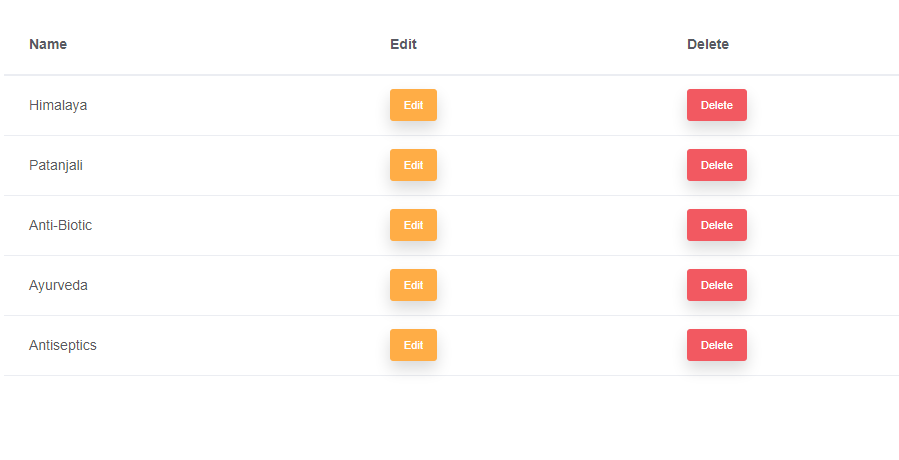 Name Edit Delete
Himalaya Edit Delete
Patanjali Edit Delete
Anti-Biotic Edit Delete
Ayurveda Edit Delete
Antiseptics Edit Delete